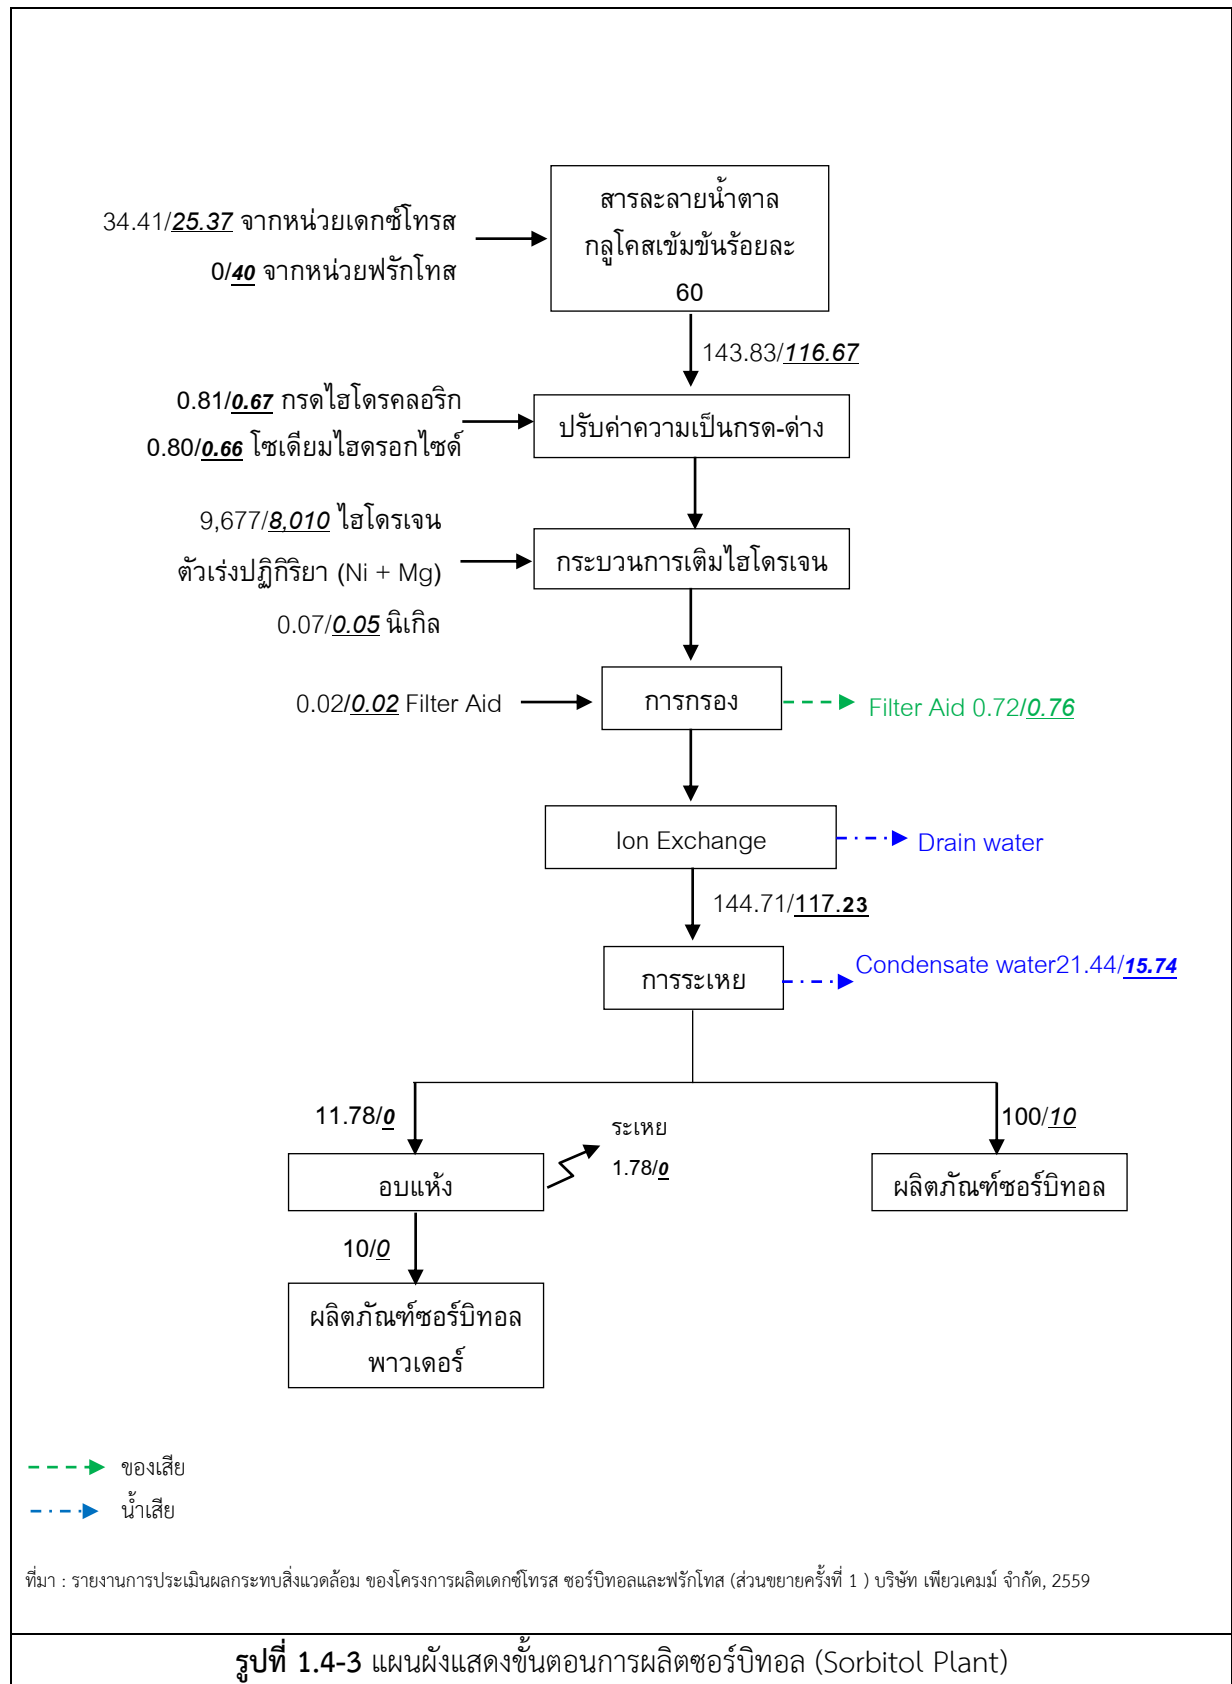 สารละลายน้ำตาล
กลูโคสเข้มข้นร้อยละ
60
34.41/25.37 จากหน่วยเดกซ์โทรส
0/40 จากหน่วยฟรักโทส
143.83/116.67
0.81/0.67 กรดไฮโดรคลอริก
0.80/0.66 โซเดียมไฮดรอกไซด์
ปรับค่าความเป็นกรด-ด่าง
9,677/8,010 ไฮโดรเจน
ตัวเร่งปฏิกิริยา (Ni + Mg)
0.07/0.05 นิเกิล
กระบวนการเติมไฮโดรเจน
0.02/0.02 Filter Aid
การกรอง
Filter Aid 0.72/0.76
Ion Exchange
Drain water
144.71/117.23
การระเหย
Condensate water21.44/15.74
11.78/0
ระเหย
1.78/0
100/10
อบแห้ง
ผลิตภัณฑ์ซอร์บิทอล
10/0
ผลิตภัณฑ์ซอร์บิทอล
พาวเดอร์
ของเสีย
น้ำเสีย
ที่มา : รายงานการประเมินผลกระทบสิ่งแวดล้อม ของโครงการผลิตเดกซ์โทรส ซอร์บิทอลและฟรักโทส (ส่วนขยายครั้งที่ 1 ) บริษัท เพียวเคมม์ จำกัด, 2559
รูปที่ 1.4-3 แผนผังแสดงขั้นตอนการผลิตซอร์บิทอล (Sorbitol Plant)